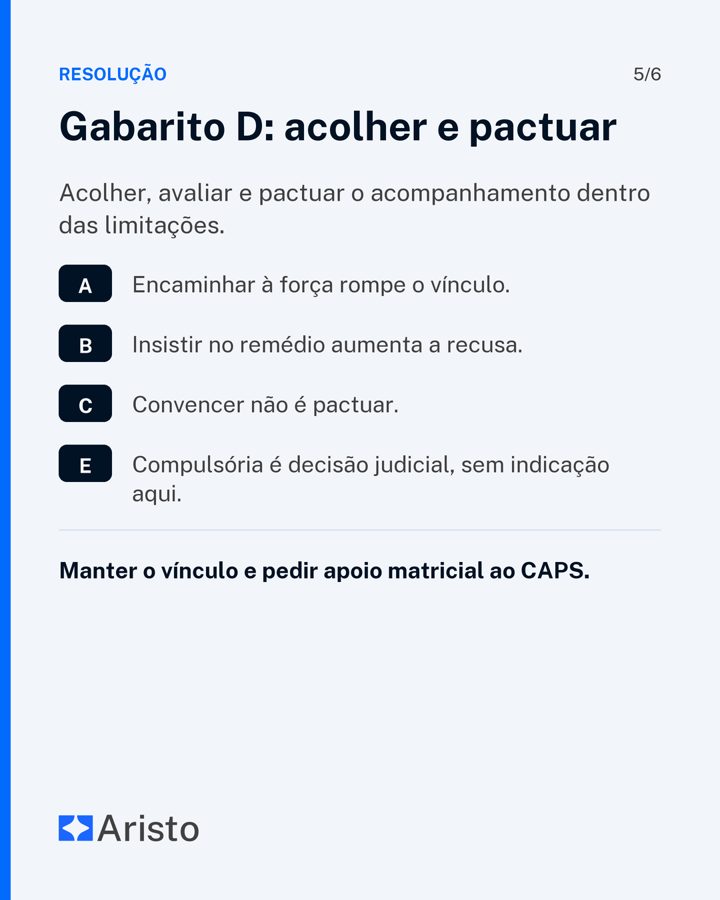 RESOLUÇÃO
5/6
Gabarito D: acolher e pactuar
Acolher, avaliar e pactuar o acompanhamento dentro
das limitações.
A Encaminhar à força rompe o vínculo.
B Insistir no remédio aumenta a recusa.
C Convencer não é pactuar.
E Compulsória é decisão judicial, sem indicação
aqui.
Manter o vínculo e pedir apoio matricial ao CAPS.
Aristo